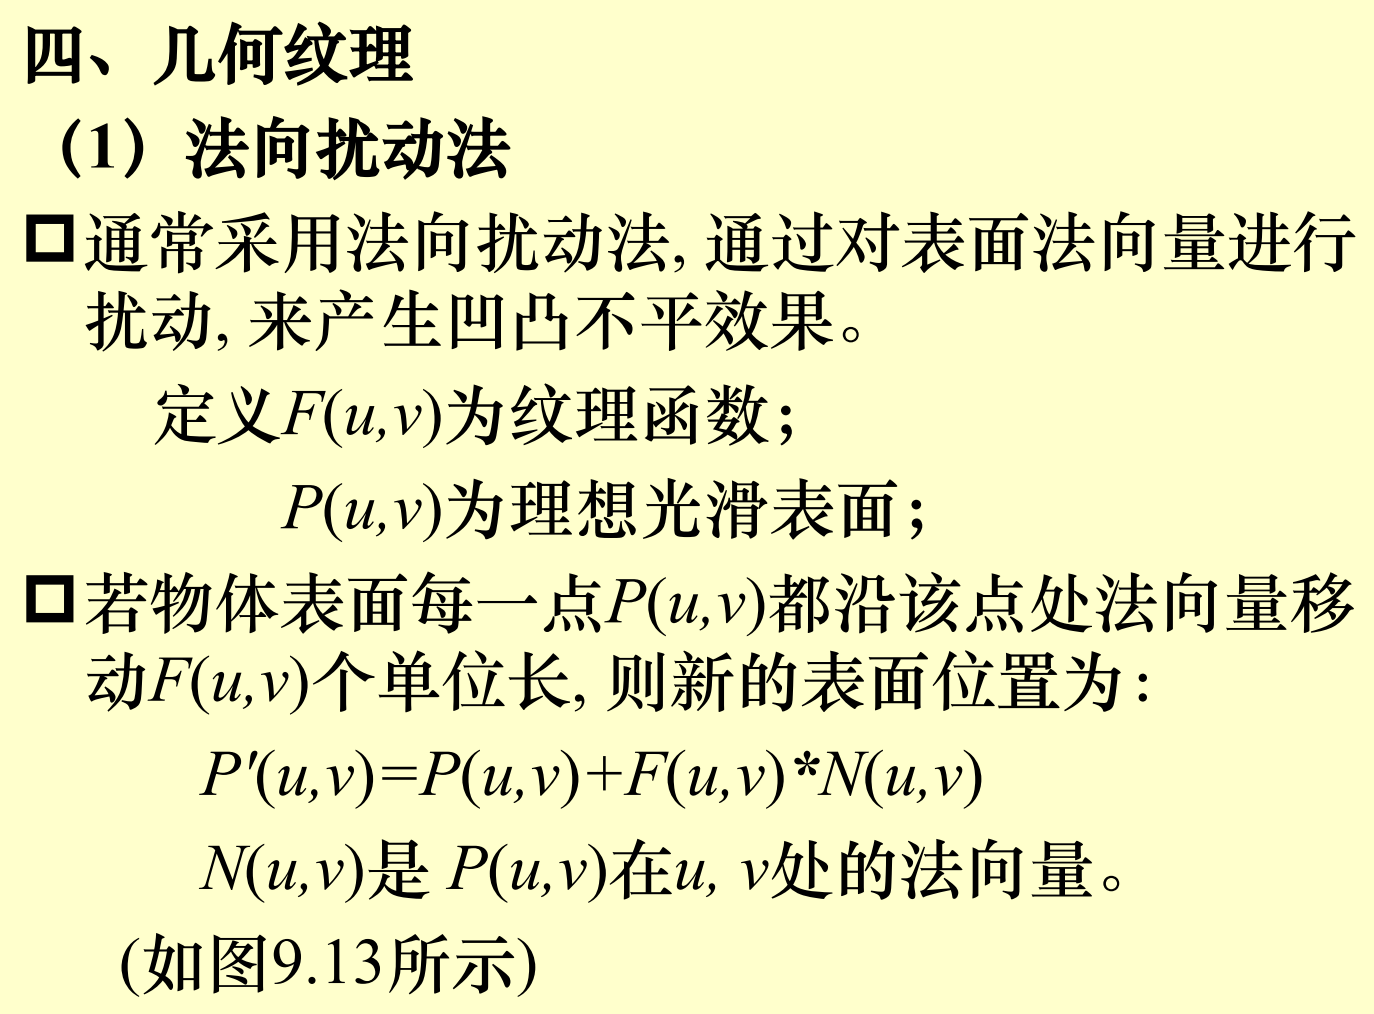 四、几何纹理
（1）法向扰动法
通常采用法向扰动法, 通过对表面法向量进行
扰动, 来产生凹凸不平效果。
定义F(u,v)为纹理函数；
P(u,v)为理想光滑表面；
若物体表面每一点P(u,v)都沿该点处法向量移
动F(u,v)个单位长, 则新的表面位置为：
P′(u,v)=P(u,v)+F(u,v)*N(u,v)
N(u,v)是 P(u,v)在u, v处的法向量。
(如图9.13所示)